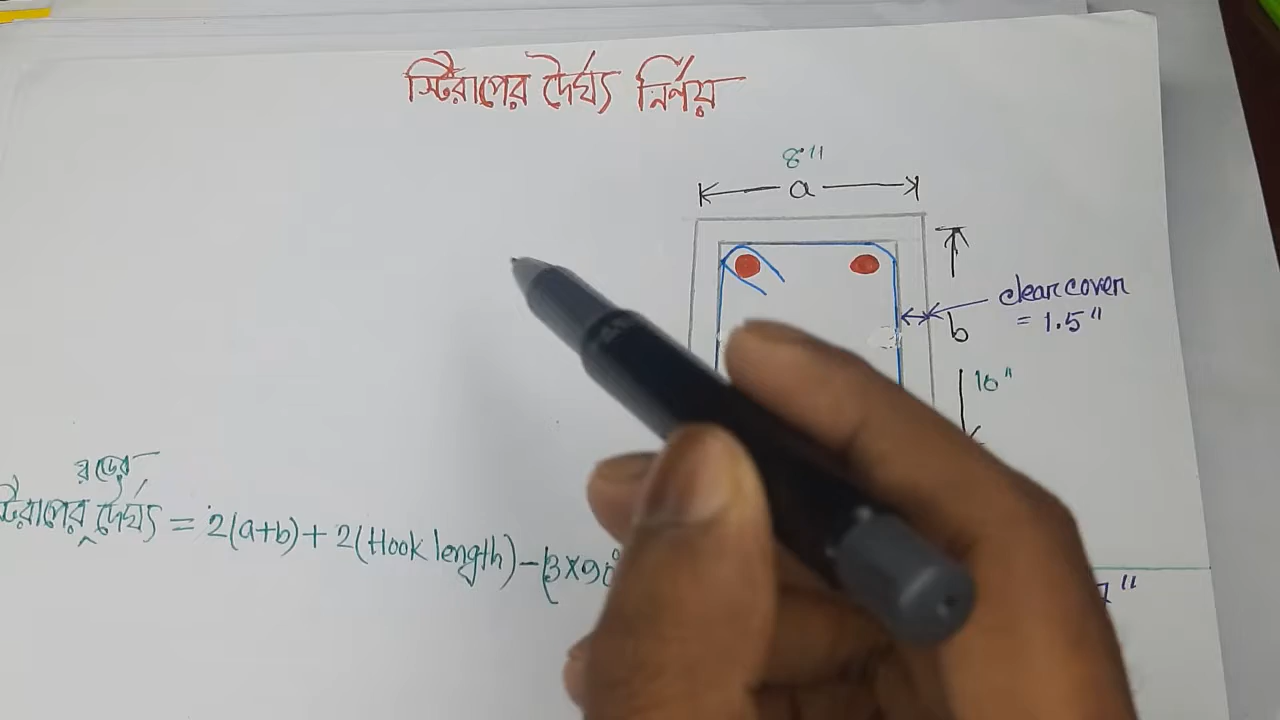 স্টিরাপের দৈর্ঘ্য নির্ণয়
8"
a
clear cover
= 1.5"
b
16"
রডের
স্টিরাপের দৈর্ঘ্য = 2(a+b) + 2(Hook length) - (3×90°